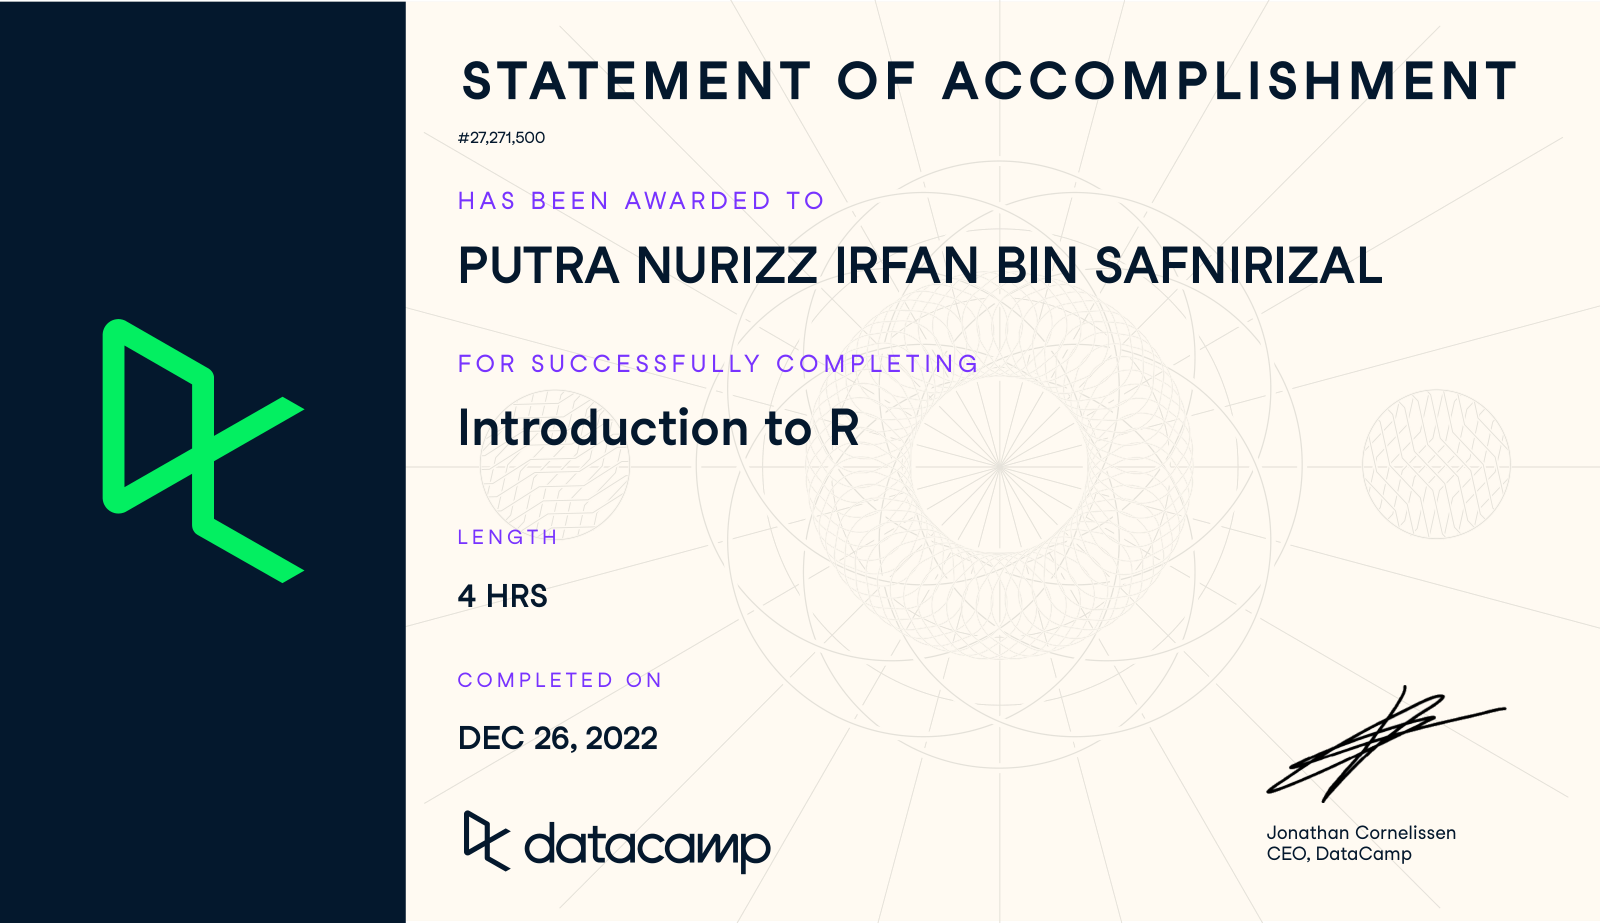 STATEMENT OF ACCOMPLISHMENT
#27,271,500
HAS BEEN AWARDED TO
PUTRA NURIZZ IRFAN BIN SAFNIRIZAL
FOR SUCCESSFULLY COMPLETING
Introduction to R
LENGTH
4 HRS
COMPLETED ON
DEC 26, 2022
datacamp
Jonathan Cornelissen
CEO, DataCamp